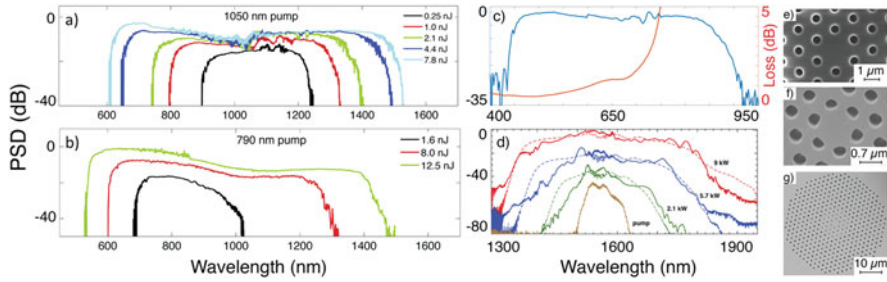 a)
1050 nm pump
0.25 nJ
1.0 nJ
2.1 nJ
4.4 nJ
7.8 nJ
0
-40
600 800 1000 1200 1400 1600
b)
790 nm pump
1.6 nJ
8.0 nJ
12.5 nJ
0
-40
600 800 1000 1200 1400 1600
PSD (dB)
Wavelength (nm)
c)
0
-35
400 650 950
5
0
Loss (dB)
d)
0
-40
-80
9 kW
5.7 kW
2.1 kW
pump
1300 1600 1900
Wavelength (nm)
e)
1 µm
f)
0.7 µm
g)
10 µm